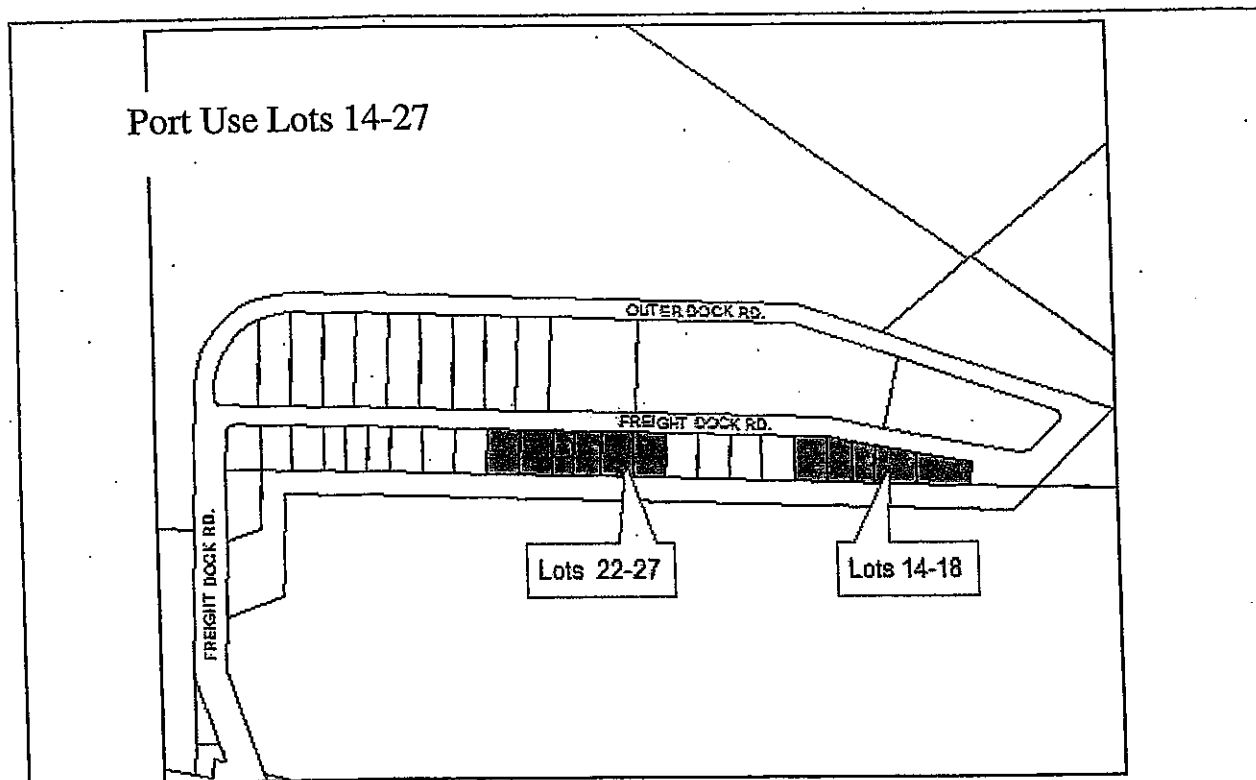 Port Use Lots 14-27
OUTER DOCK RD.
FREIGHT DOCK RD.
Lots 22-27
Lots 14-18
FREIGHT DOCK RD.